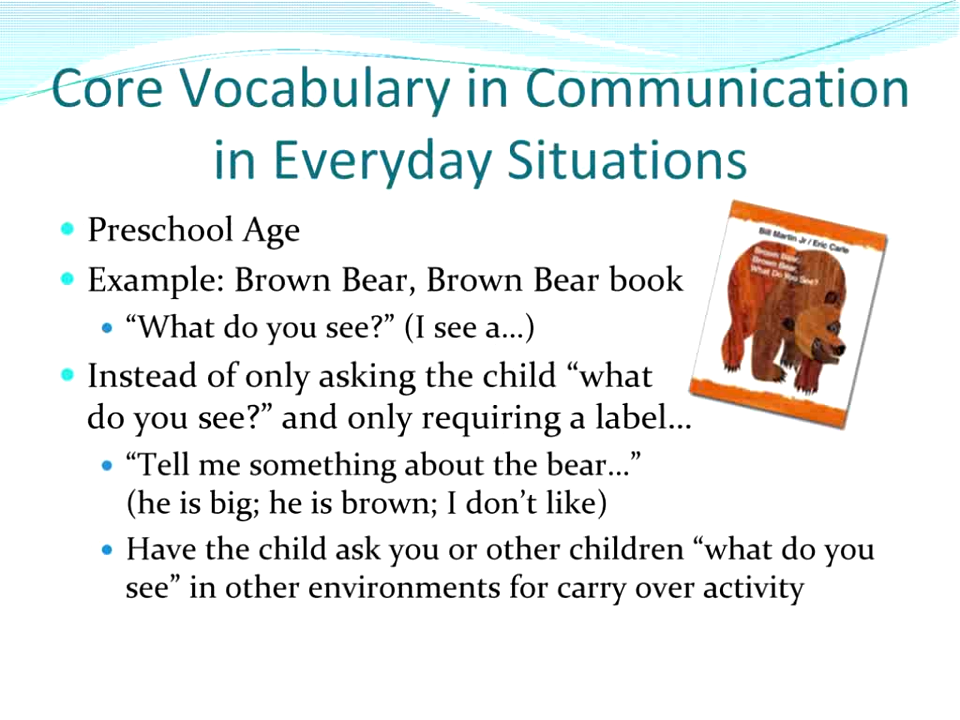 Core Vocabulary in Communication
in Everyday Situations
• Preschool Age
• Example: Brown Bear, Brown Bear book
• “What do you see?” (I see a…)
• Instead of only asking the child “what
do you see?” and only requiring a label…
• “Tell me something about the bear…”
(he is big; he is brown; I don’t like)
• Have the child ask you or other children “what do you
see” in other environments for carry over activity
Bill Martin Jr / Eric Carle
Brown Bear,
Brown Bear,
What Do You See?